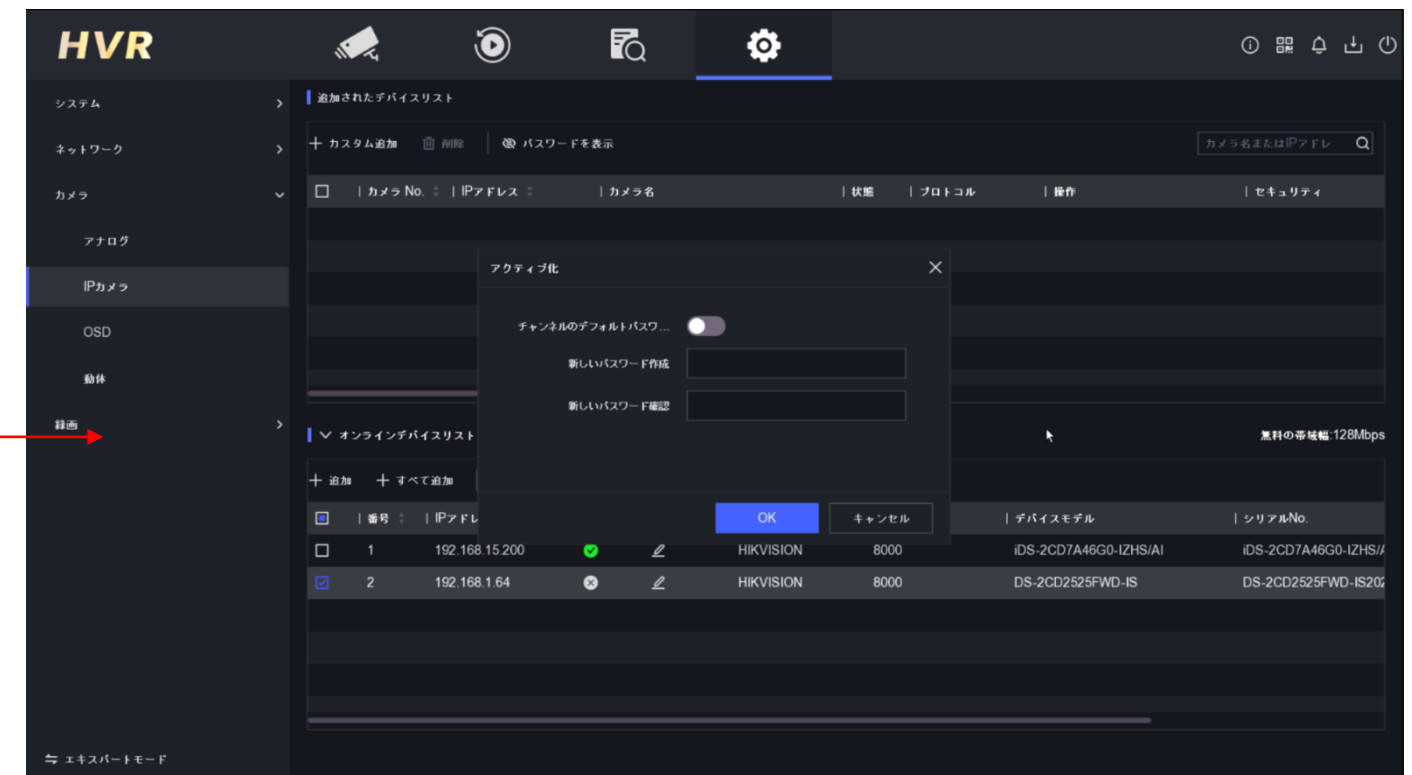 HVR
システム
ネットワーク
カメラ
アナログ
IPカメラ
OSD
動体
録画
エキスパートモード
追加されたデバイスリスト
カスタム追加 削除 パスワードを表示 カメラ名またはIPアドレ
カメラ No. IPアドレス カメラ名 状態 プロトコル 操作 セキュリティ
アクティブ化
チャンネルのデフォルトパスワ...
新しいパスワード作成
新しいパスワード確認
OK キャンセル
オンラインデバイスリスト 無料の帯域幅:128Mbps
追加 すべて追加
番号 IPアドレ デバイスモデル シリアルNo.
1 192.168.15.200 HIKVISION 8000 iDS-2CD7A46G0-IZHS/AI iDS-2CD7A46G0-IZHS/
2 192.168.1.64 HIKVISION 8000 DS-2CD2525FWD-IS DS-2CD2525FWD-IS202